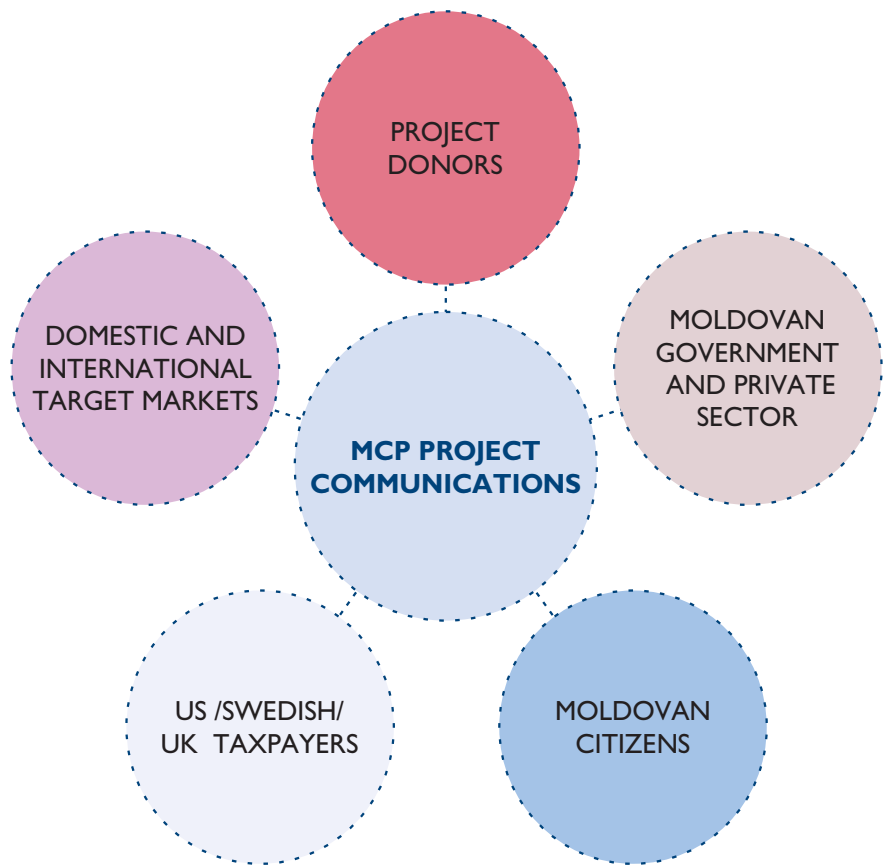 PROJECT
DONORS
DOMESTIC AND
INTERNATIONAL
TARGET MARKETS
MOLDOVAN
GOVERNMENT
AND PRIVATE
SECTOR
MCP PROJECT
COMMUNICATIONS
US /SWEDISH/
UK TAXPAYERS
MOLDOVAN
CITIZENS